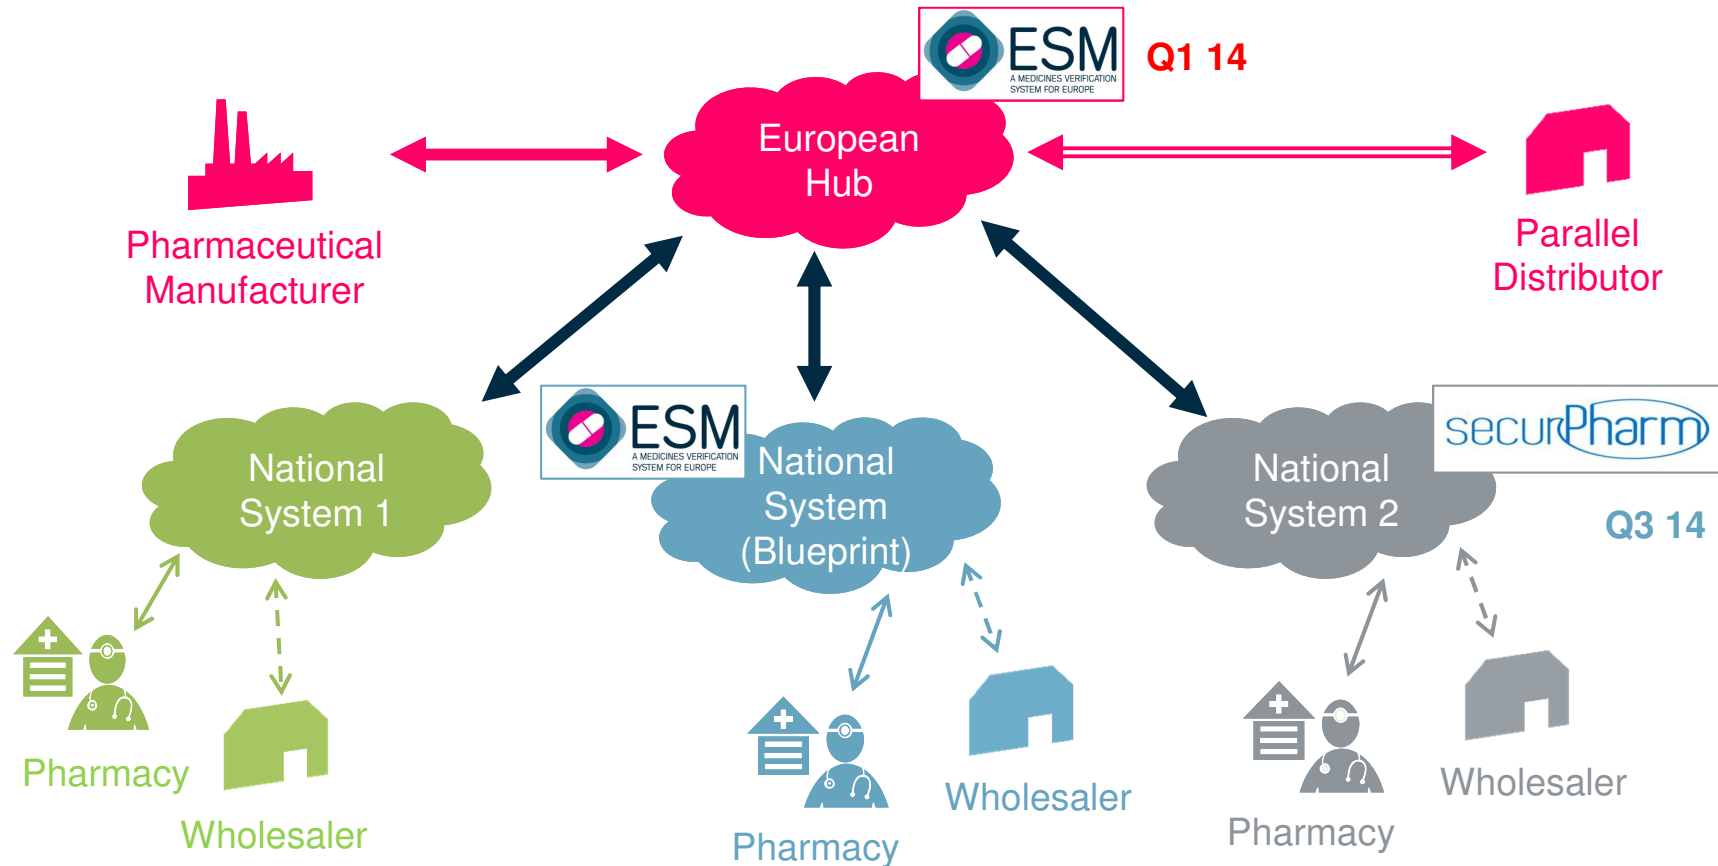 ESM
A MEDICINES VERIFICATION
SYSTEM FOR EUROPE
Q1 14
European
Hub
Pharmaceutical
Manufacturer
Parallel
Distributor
National
System 1
ESM
A MEDICINES VERIFICATION
SYSTEM FOR EUROPE
National
System
(Blueprint)
National
System 2
securPharm
Q3 14
Pharmacy
Wholesaler
Pharmacy
Wholesaler
Pharmacy
Wholesaler